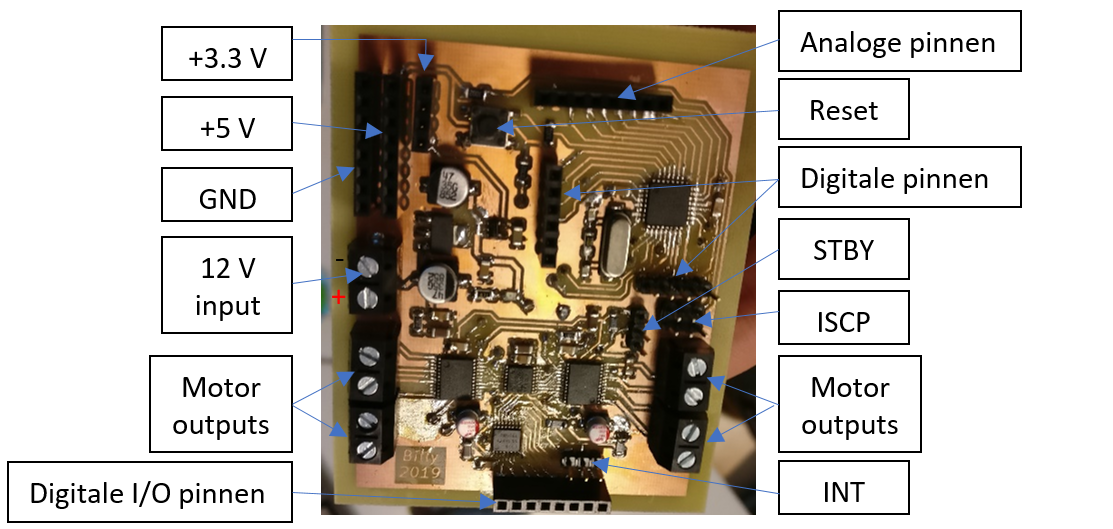 +3.3 V
+5 V
GND
12 V
input
-
+
Motor
outputs
Digitale I/O pinnen
Analoge pinnen
Reset
Digitale pinnen
STBY
ISCP
Motor
outputs
INT
Billy
2019